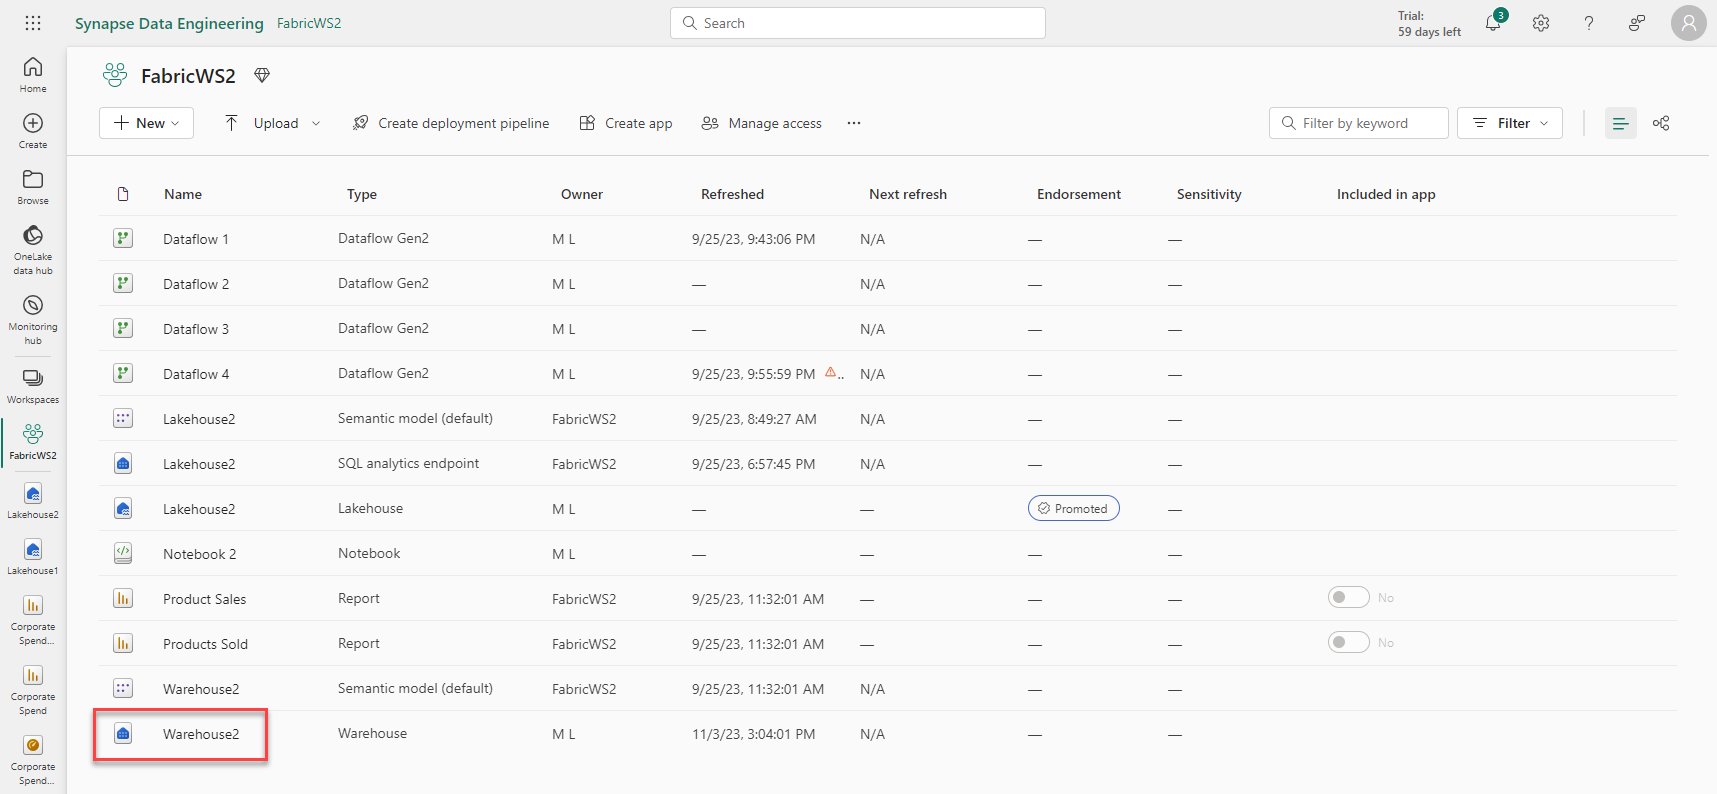 Synapse Data Engineering FabricWS2
Search
Trial:
59 days left
3
Home
Create
Browse
OneLake
data hub
Monitoring
hub
Workspaces
FabricWS2
Lakehouse2
Lakehouse1
Corporate
Spend...
Corporate
Spend
Corporate
Spend...
FabricWS2
New Upload Create deployment pipeline Create app Manage access ... Filter by keyword Filter
Name Type Owner Refreshed Next refresh Endorsement Sensitivity Included in app
Dataflow 1 Dataflow Gen2 M L 9/25/23, 9:43:06 PM N/A — —
Dataflow 2 Dataflow Gen2 M L — N/A — —
Dataflow 3 Dataflow Gen2 M L — N/A — —
Dataflow 4 Dataflow Gen2 M L 9/25/23, 9:55:59 PM .. N/A — —
Lakehouse2 Semantic model (default) FabricWS2 9/25/23, 8:49:27 AM N/A — —
Lakehouse2 SQL analytics endpoint FabricWS2 9/25/23, 6:57:45 PM N/A — —
Lakehouse2 Lakehouse M L — — Promoted —
Notebook 2 Notebook M L — — — —
Product Sales Report FabricWS2 9/25/23, 11:32:01 AM — — — No
Products Sold Report FabricWS2 9/25/23, 11:32:01 AM — — — No
Warehouse2 Semantic model (default) FabricWS2 9/25/23, 11:32:01 AM N/A — —
Warehouse2 Warehouse M L 11/3/23, 3:04:01 PM N/A — —